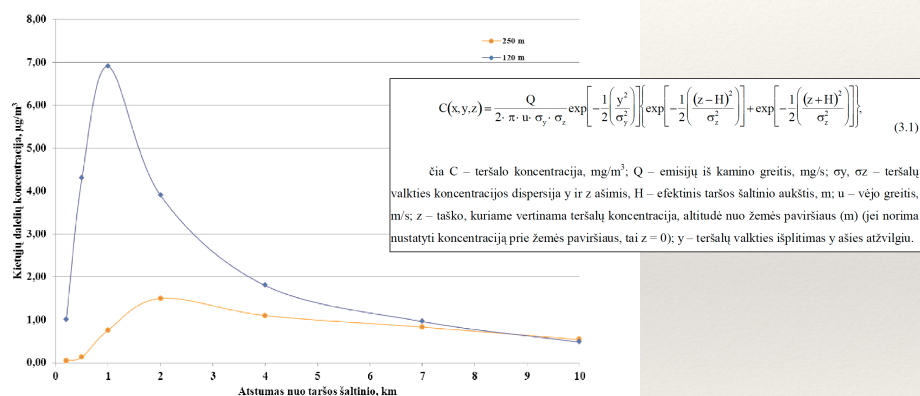 8,00
7,00
6,00
5,00
4,00
3,00
2,00
1,00
0,00
Kietųjų dalelių koncentracija, µg/m³
250 m
120 m
0 1 2 3 4 5 6 7 8 9 10
Atstumas nuo taršos šaltinio, km
C(x,y,z) = Q / (2· π· u· σ_y · σ_z) exp[−1/2 (y²/σ_y²)] {exp[−1/2 ((z−H)²/σ_z²)] + exp[−1/2 ((z+H)²/σ_z²)]},
(3.1)
čia C – teršalo koncentracija, mg/m³; Q – emisijų iš kamino greitis, mg/s; σy, σz – teršalų
valkties koncentracijos dispersija y ir z ašimis, H – efektinis taršos šaltinio aukštis, m; u – vėjo greitis,
m/s; z – taško, kuriame vertinama teršalų koncentracija, altitudė nuo žemės paviršiaus (m) (jei norima
nustatyti koncentraciją prie žemės paviršiaus, tai z = 0); y – teršalų valkties išplitimas y ašies atžvilgiu.